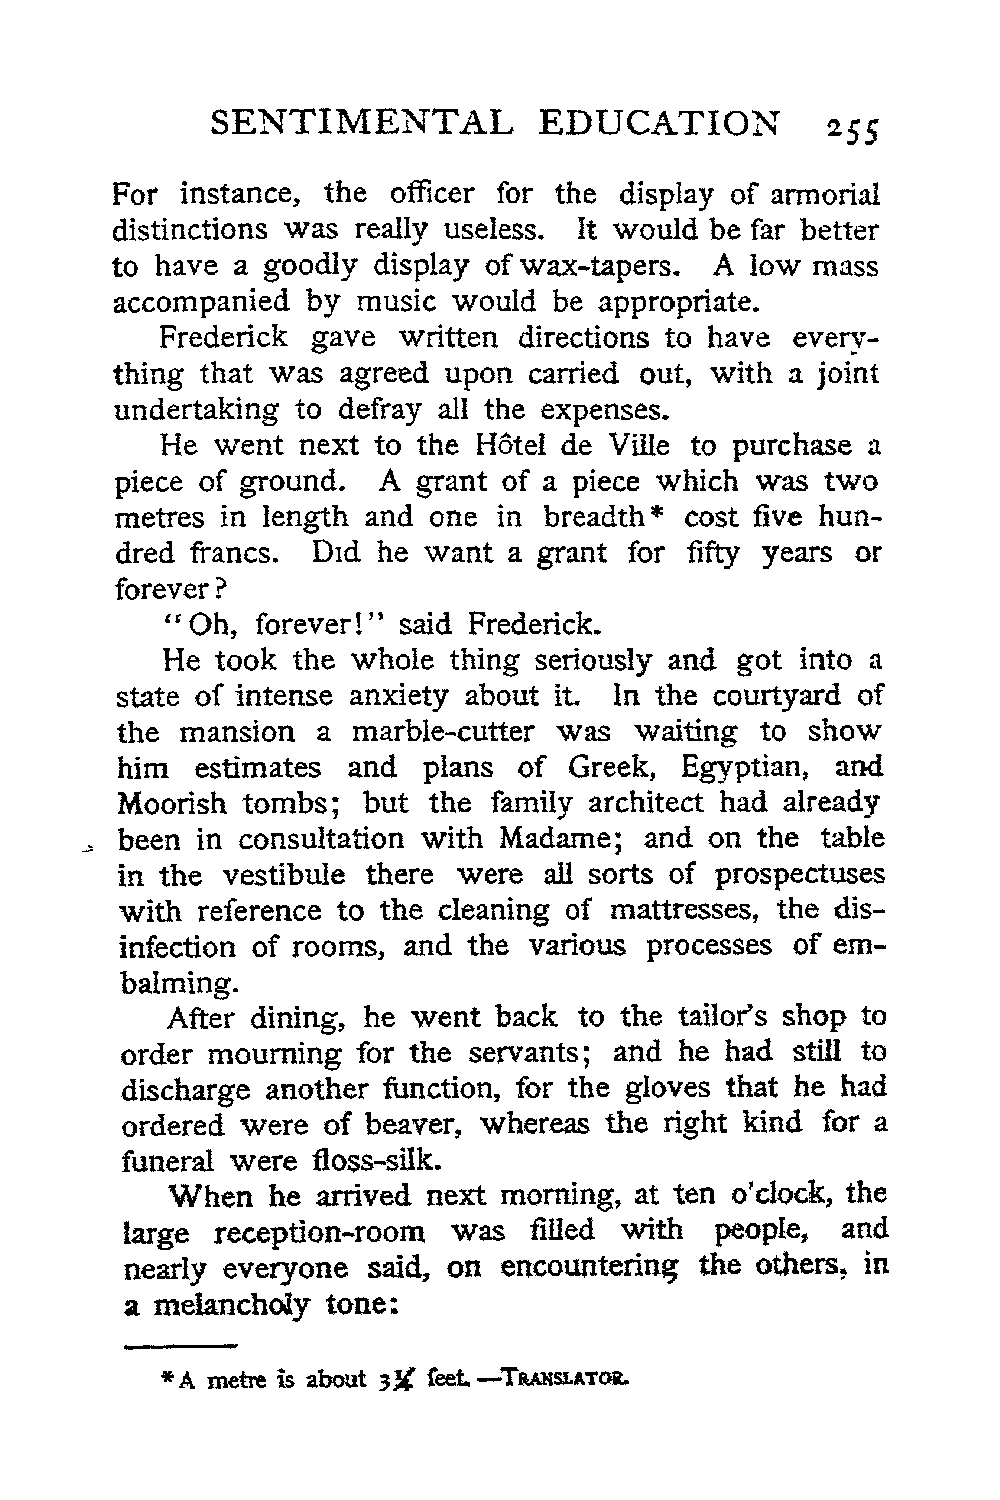 SENTIMENTAL EDUCATION 255
For instance, the officer for the display of armorial
distinctions was really useless. It would be far better
to have a goodly display of wax-tapers. A low mass
accompanied by music would be appropriate.
Frederick gave written directions to have every-
thing that was agreed upon carried out, with a joint
undertaking to defray all the expenses.
He went next to the Hôtel de Ville to purchase a
piece of ground. A grant of a piece which was two
metres in length and one in breadth* cost five hun-
dred francs. Did he want a grant for fifty years or
forever?
"Oh, forever!" said Frederick.
He took the whole thing seriously and got into a
state of intense anxiety about it. In the courtyard of
the mansion a marble-cutter was waiting to show
him estimates and plans of Greek, Egyptian, and
Moorish tombs; but the family architect had already
been in consultation with Madame; and on the table
in the vestibule there were all sorts of prospectuses
with reference to the cleaning of mattresses, the dis-
infection of rooms, and the various processes of em-
balming.
After dining, he went back to the tailor's shop to
order mourning for the servants; and he had still to
discharge another function, for the gloves that he had
ordered were of beaver, whereas the right kind for a
funeral were floss-silk.
When he arrived next morning, at ten o'clock, the
large reception-room was filled with people, and
nearly everyone said, on encountering the others, in
a melancholy tone:
*A metre is about 3¼ feet.—TRANSLATOR.